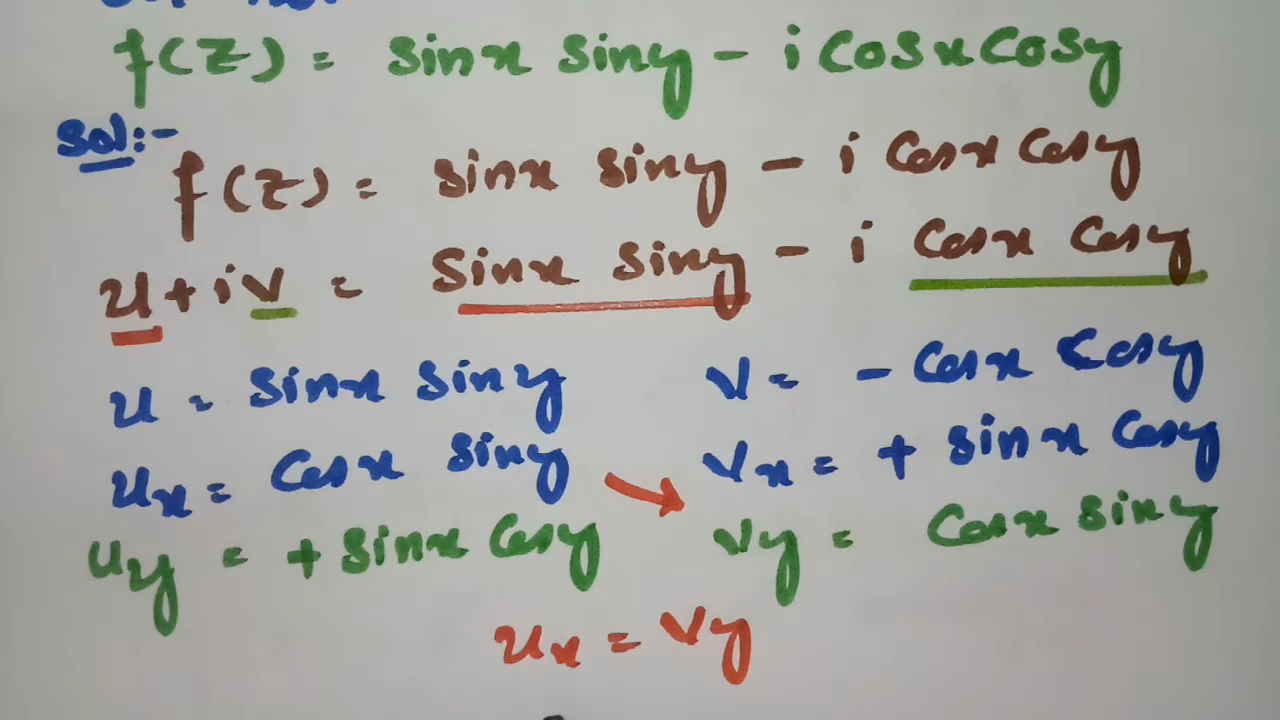 f(z) = sinx siny - i cosx cosy
Sol:-
f(z) = sinx siny - i cosx cosy
u + iv = sinx siny - i cosx cosy
u = sinx siny v = - cosx cosy
ux = cosx siny vx = + sinx cosy
uy = + sinx cosy vy = cosx siny
ux = vy